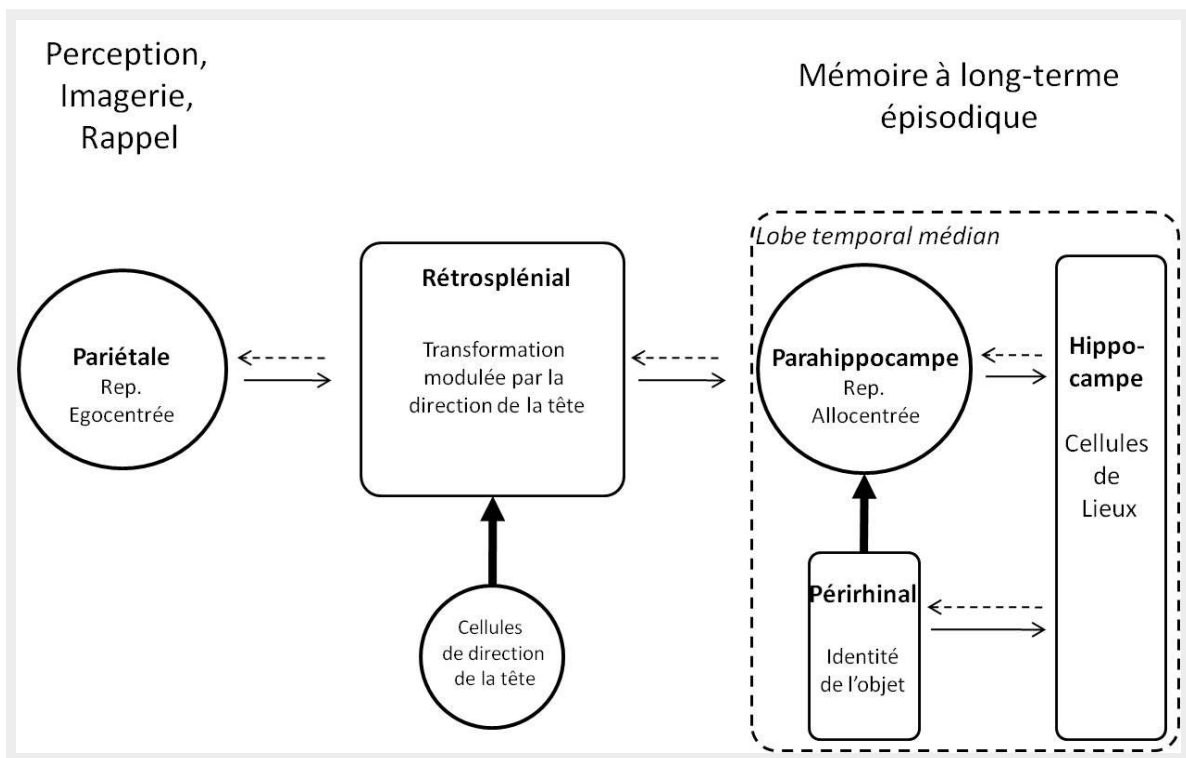 Perception,
Imagerie,
Rappel
Mémoire à long-terme
épisodique
Lobe temporal médian
Pariétale
Rep.
Egocentrée
Rétrosplénial
Transformation
modulée par la
direction de la tête
Parahippocampe
Rep.
Allocentrée
Hippo-
campe
Cellules
de
Lieux
Cellules
de direction
de la tête
Périrhinal
Identité
de l'objet